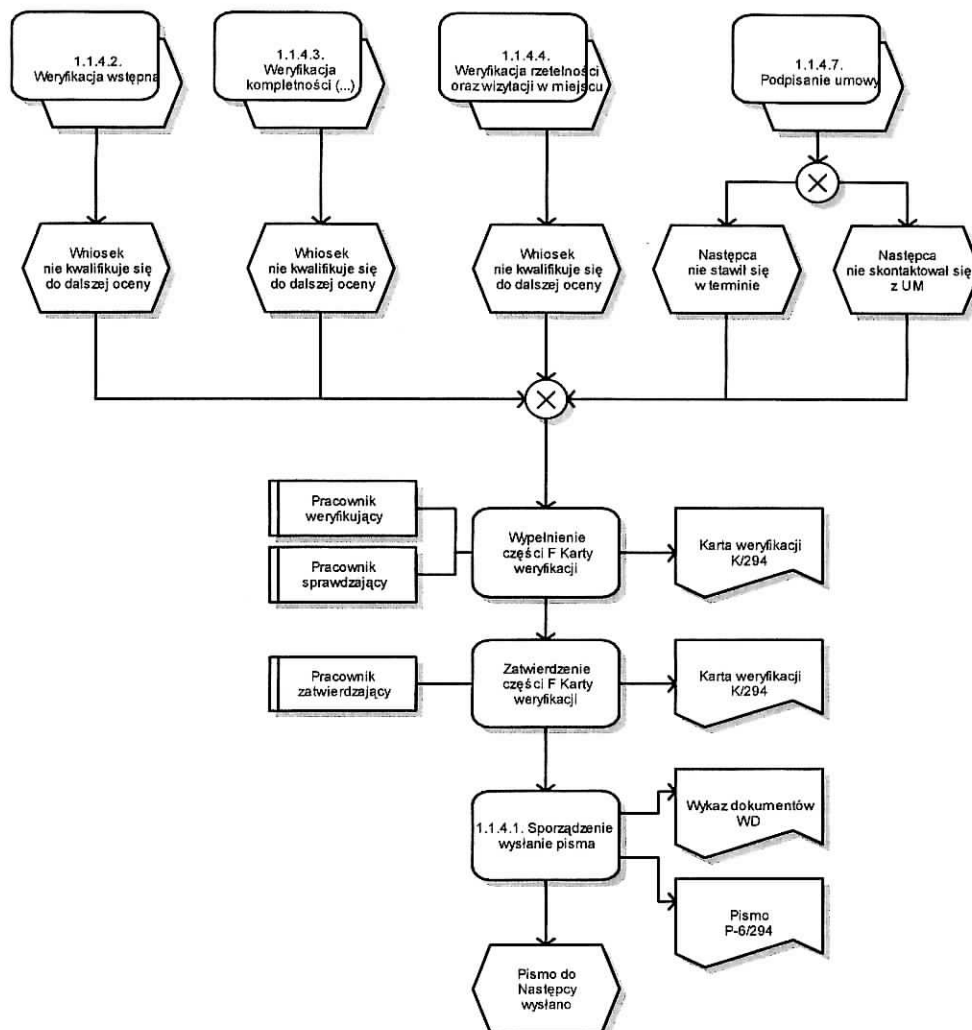 1.1.4.2.
Weryfikacja wstępna
1.1.4.3.
Weryfikacja
kompletności (...)
1.1.4.4.
Weryfikacja rzetelności
oraz wizytacji w miejscu
1.1.4.7.
Podpisanie umowy
Wniosek
nie kwalifikuje się
do dalszej oceny
Wniosek
nie kwalifikuje się
do dalszej oceny
Wniosek
nie kwalifikuje się
do dalszej oceny
Następca
nie stawił się
w terminie
Następca
nie skontaktował się
z UM
Pracownik
weryfikujący
Pracownik
sprawdzający
Wypełnienie
części F Karty
weryfikacji
Karta weryfikacji
K/294
Pracownik
zatwierdzający
Zatwierdzenie
części F Karty
weryfikacji
Karta weryfikacji
K/294
1.1.4.1. Sporządzenie
wysłanie pisma
Wykaz dokumentów
WD
Pismo
P-6/294
Pismo do
Następcy
wysłano